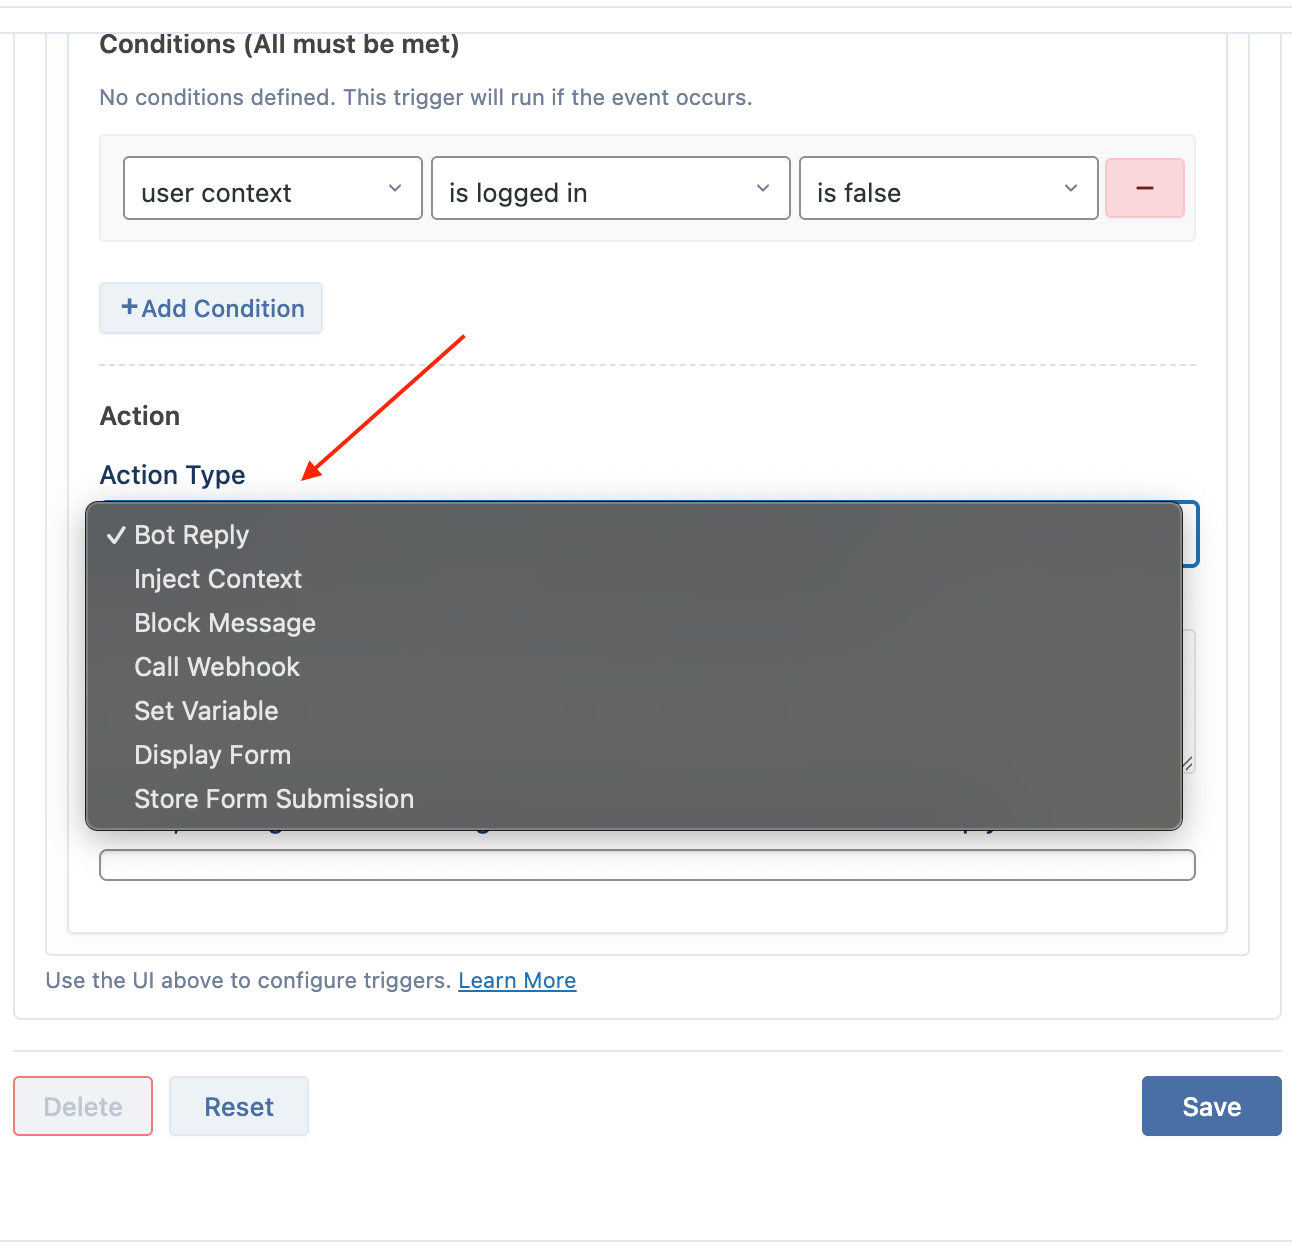 Conditions (All must be met)
No conditions defined. This trigger will run if the event occurs.
user context is logged in is false
+Add Condition
Action
Action Type
Bot Reply
Inject Context
Block Message
Call Webhook
Set Variable
Display Form
Store Form Submission
Use the UI above to configure triggers. Learn More
Delete Reset Save